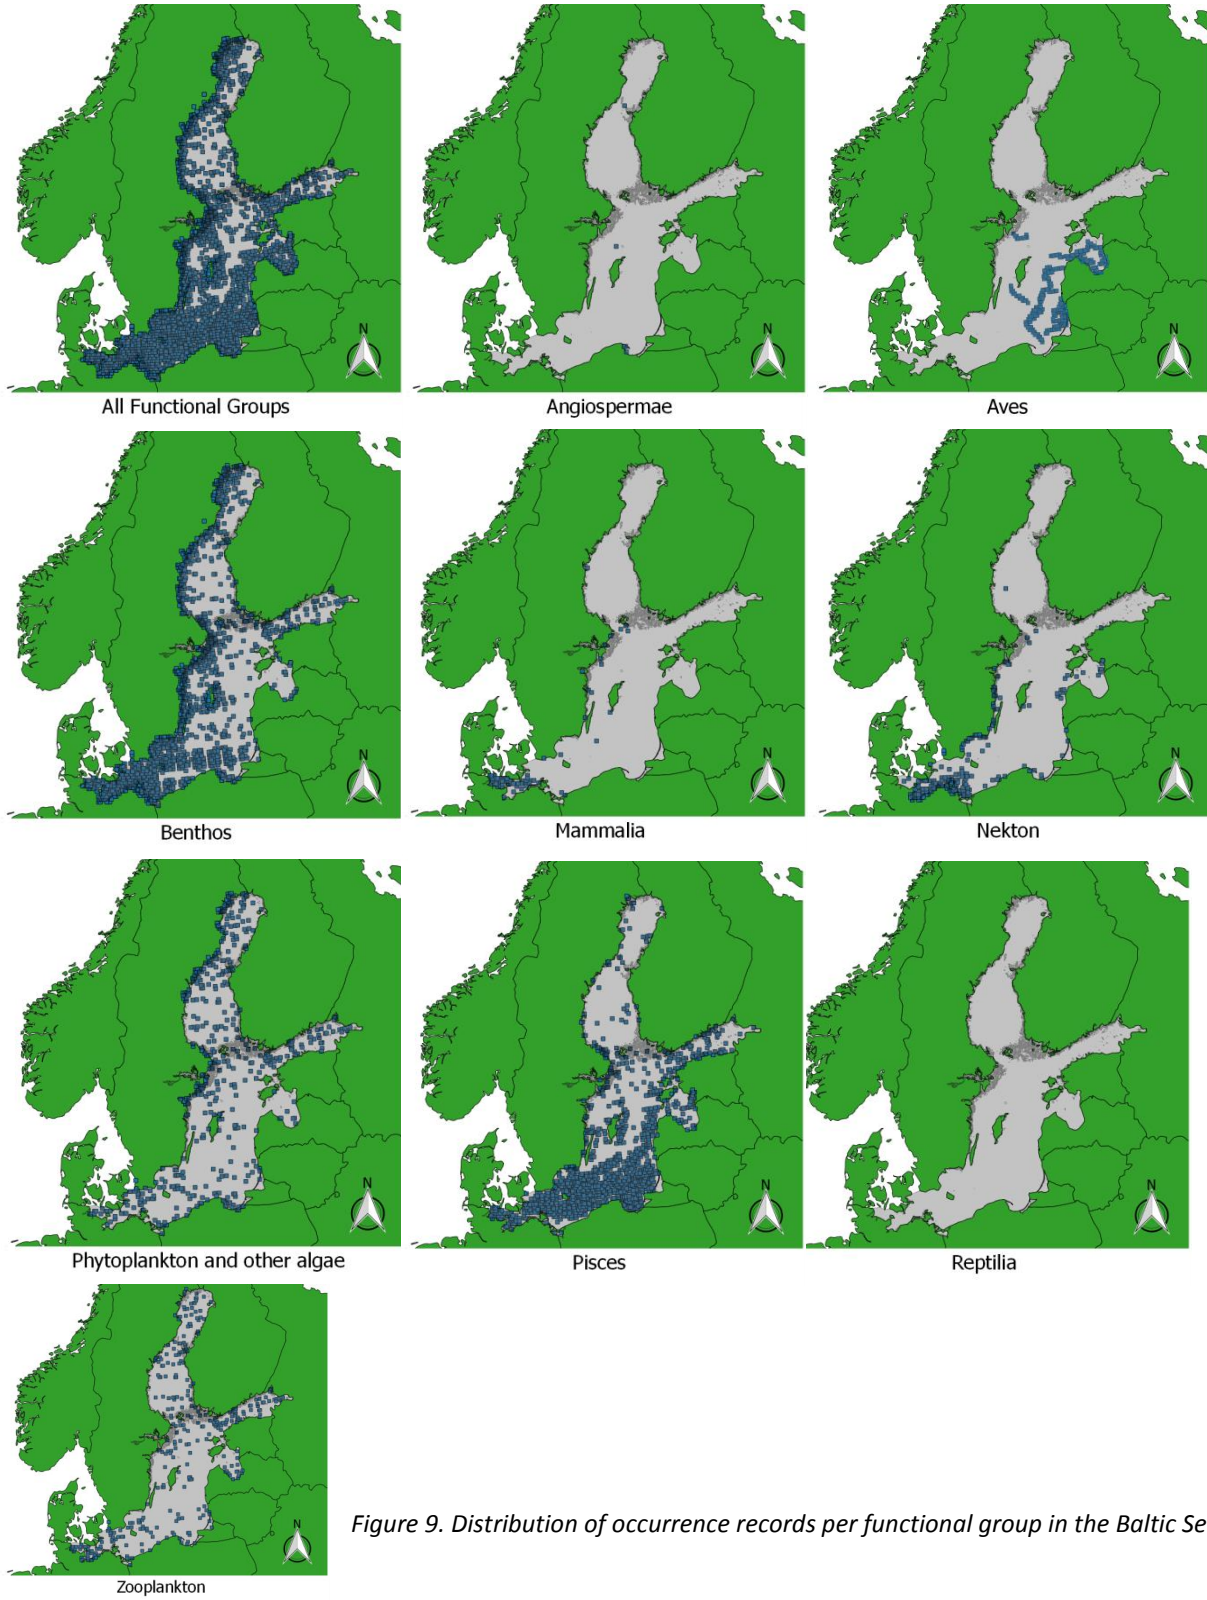 N
N
N
All Functional Groups
Angiospermae
Aves
N
N
N
Benthos
Mammalia
Nekton
N
N
N
Phytoplankton and other algae
Pisces
Reptilia
N
Figure 9. Distribution of occurrence records per functional group in the Baltic Se
Zooplankton